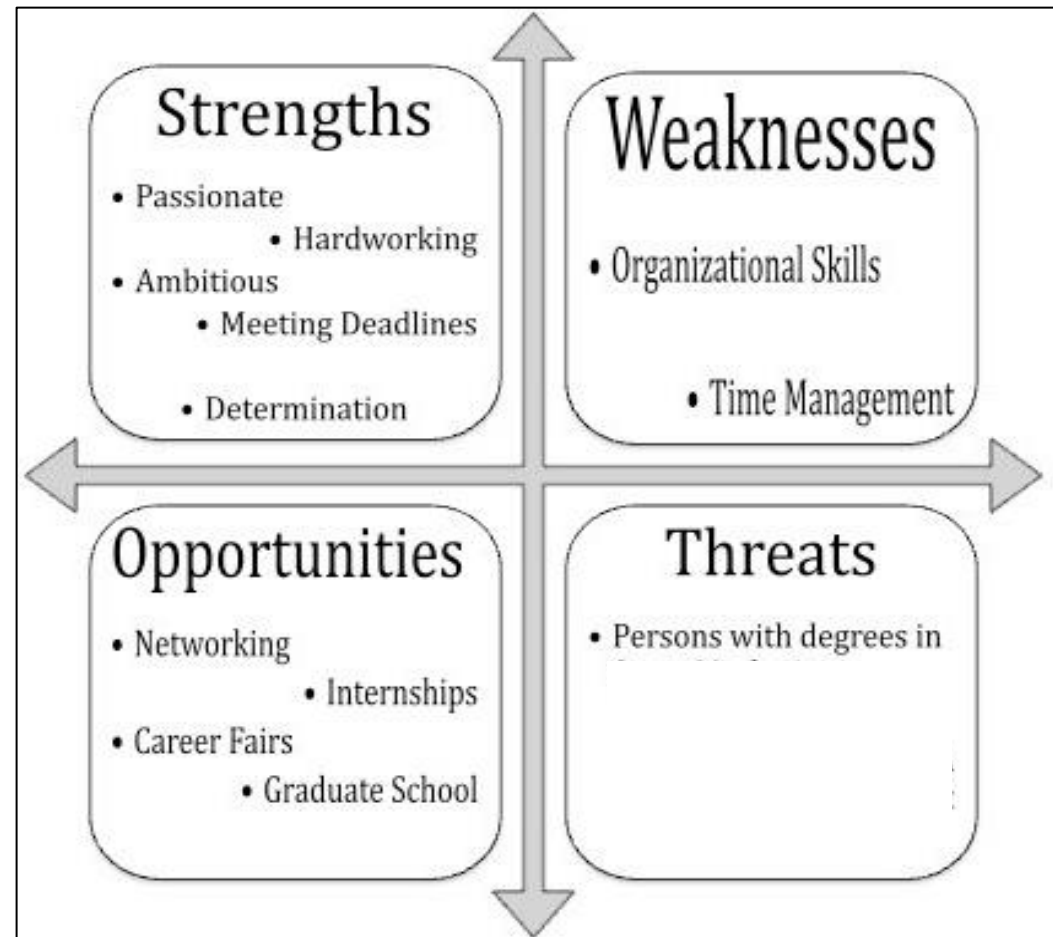 Strengths
• Passionate
• Hardworking
• Ambitious
• Meeting Deadlines
• Determination
Weaknesses
• Organizational Skills
• Time Management
Opportunities
• Networking
• Internships
• Career Fairs
• Graduate School
Threats
• Persons with degrees in